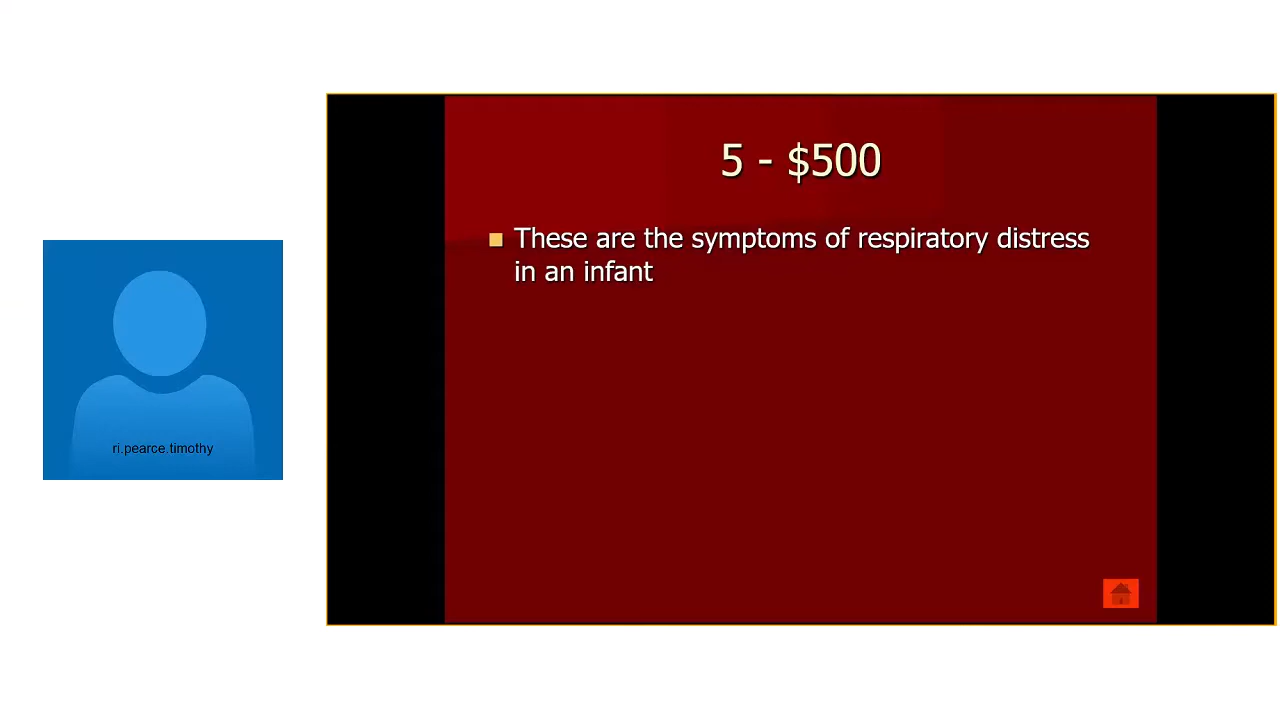 5 - $500
These are the symptoms of respiratory distress
in an infant
ri.pearce.timothy